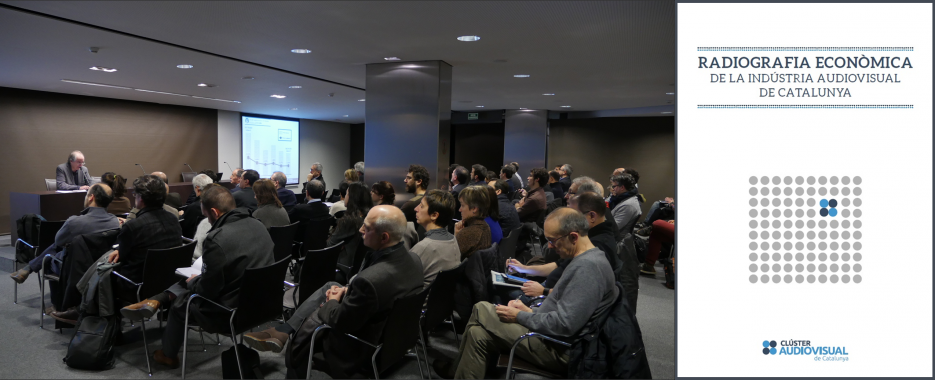 RADIOGRAFIA ECONÒMICA
DE LA INDÚSTRIA AUDIOVISUAL
DE CATALUNYA
CLÚSTER
AUDIOVISUAL
de Catalunya